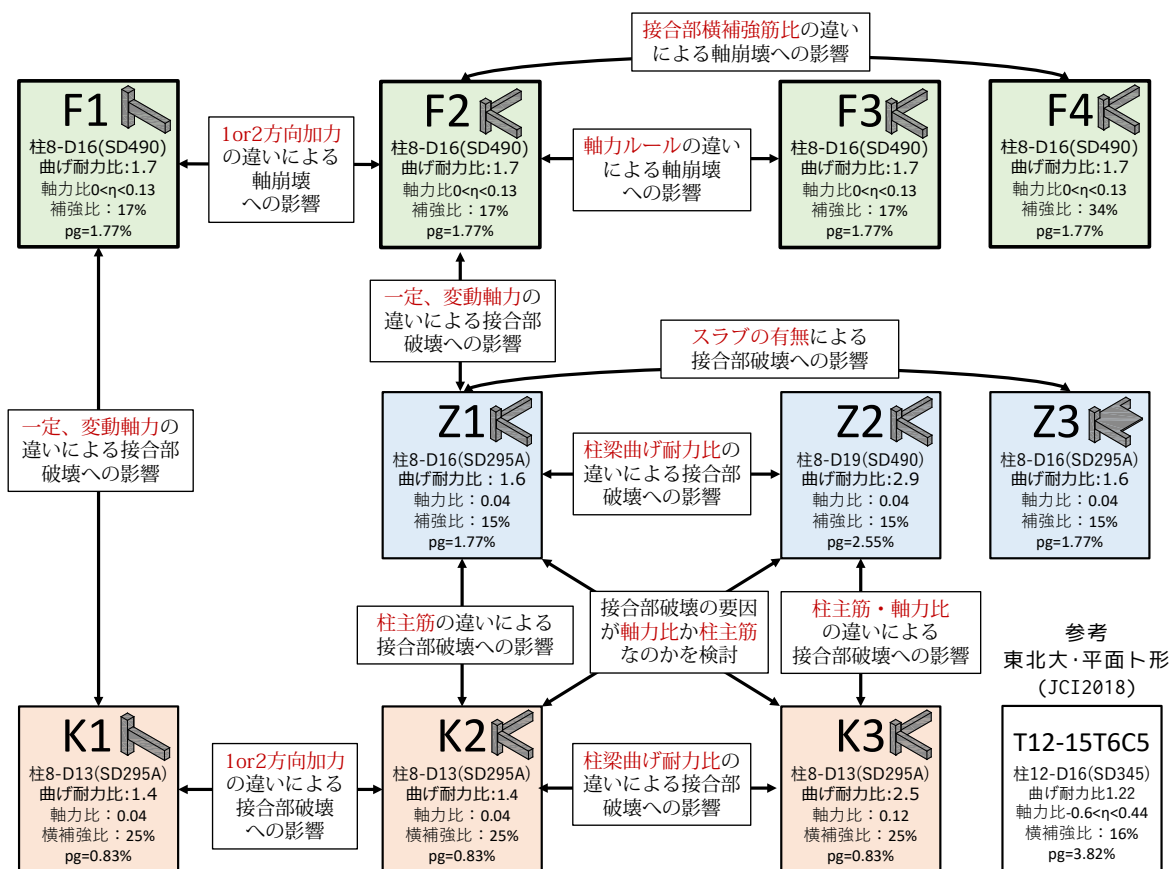 接合部横補強筋比の違い
による軸崩壊への影響
F1
柱8-D16(SD490)
曲げ耐力比:1.7
軸力比0<η<0.13
補強比：17%
pg=1.77%
1or2方向加力
の違いによる
軸崩壊
への影響
F2
柱8-D16(SD490)
曲げ耐力比:1.7
軸力比0<η<0.13
補強比：17%
pg=1.77%
軸力ルールの違い
による軸崩壊
への影響
F3
柱8-D16(SD490)
曲げ耐力比:1.7
軸力比0<η<0.13
補強比：17%
pg=1.77%
F4
柱8-D16(SD490)
曲げ耐力比:1.7
軸力比0<η<0.13
補強比：34%
pg=1.77%
一定、変動軸力の
違いによる接合部
破壊への影響
スラブの有無による
接合部破壊への影響
一定、変動軸力の
違いによる接合部
破壊への影響
Z1
柱8-D16(SD295A)
曲げ耐力比：1.6
軸力比：0.04
補強比：15%
pg=1.77%
柱梁曲げ耐力比の
違いによる接合部
破壊への影響
Z2
柱8-D19(SD490)
曲げ耐力比:2.9
軸力比：0.04
補強比：15%
pg=2.55%
Z3
柱8-D16(SD295A)
曲げ耐力比:1.6
軸力比：0.04
補強比：15%
pg=1.77%
柱主筋の違いによる
接合部破壊への影響
接合部破壊の要因
が軸力比か柱主筋
なのかを検討
柱主筋・軸力比
の違いによる
接合部破壊への影響
参考
東北大･平面ト形
(JCI2018)
K1
柱8-D13(SD295A)
曲げ耐力比:1.4
軸力比：0.04
横補強比：25%
pg=0.83%
1or2方向加力
の違いによる
接合部破壊
への影響
K2
柱8-D13(SD295A)
曲げ耐力比:1.4
軸力比：0.04
横補強比：25%
pg=0.83%
柱梁曲げ耐力比の
違いによる接合部
破壊への影響
K3
柱8-D13(SD295A)
曲げ耐力比:2.5
軸力比：0.12
横補強比：25%
pg=0.83%
T12-15T6C5
柱12-D16(SD345)
曲げ耐力比1.22
軸力比-0.6<η<0.44
横補強比：16%
pg=3.82%